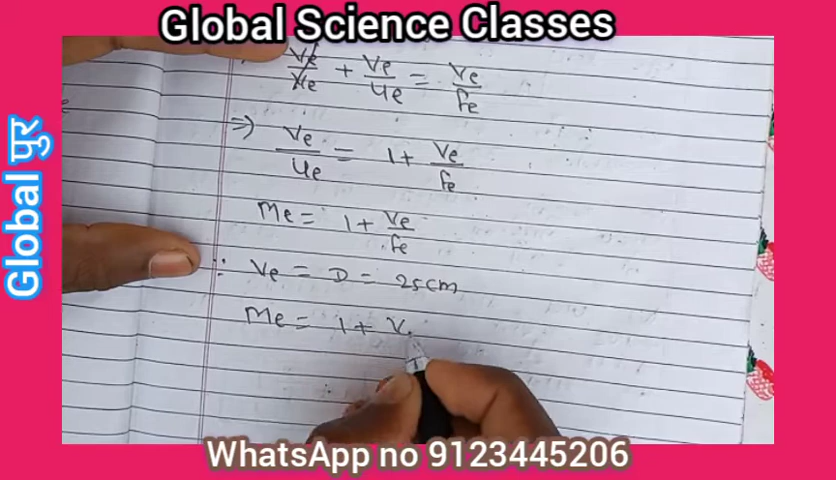 Global Science Classes
Global पुर
Ve/Ue + Ve/Ue = Ve/fe
⇒ Ve/Ue = 1 + Ve/fe
Me = 1 + Ve/fe
∵ Ve = D = 25cm
Me = 1 + V
WhatsApp no 9123445206